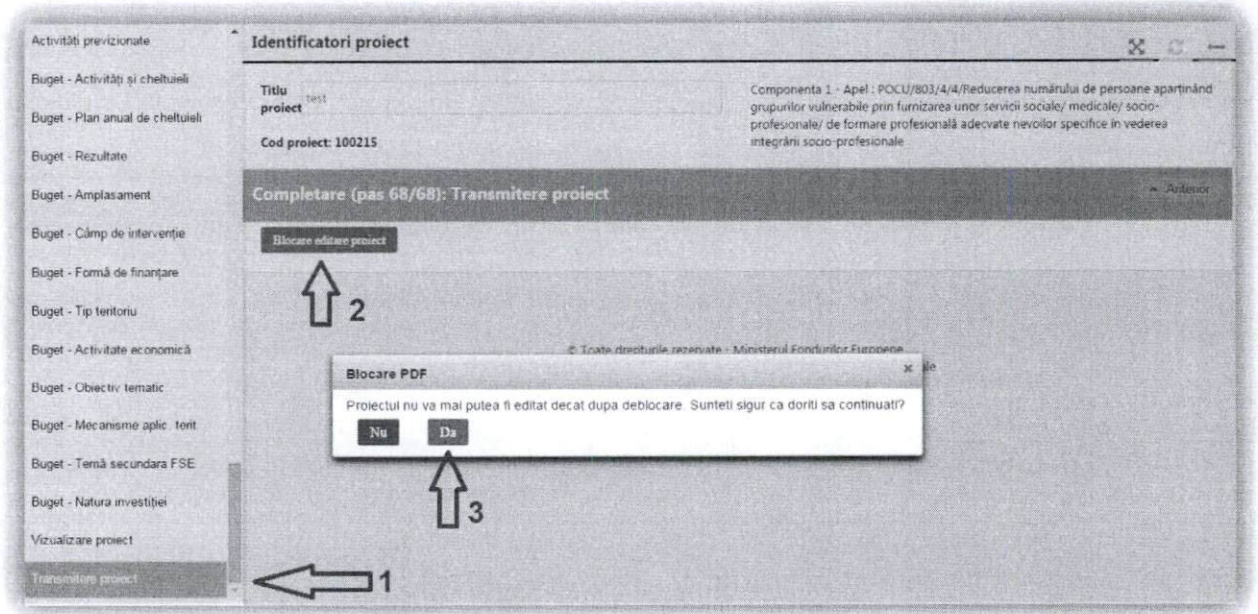 Activităti previzionate
Buget - Activități și cheltuieli
Buget - Plan anual de cheltuieli
Buget - Rezultate
Buget - Amplasament
Buget - Câmp de intervenție
Buget - Formă de finanțare
Buget - Tip teritoriu
Buget - Activitate economică
Buget - Obiectiv tematic
Buget - Mecanisme aplic. terit.
Buget - Temă secundara FSE
Buget - Natura investiției
Vizualizare proiect
Transmitere proiect
1
Identificatori proiect
Titlu
proiect
test
Cod proiect: 100215
Componenta 1 - Apel : POCU/803/4/4/Reducerea numărului de persoane aparținând
grupurilor vulnerabile prin furnizarea unor servicii sociale/ medicale/ socio-
profesionale/ de formare profesională adecvate nevoilor specifice în vederea
integrării socio-profesionale
Completare (pas 68/68): Transmitere proiect
Anterior
Blocare editare proiect
2
© Toate drepturile rezervate - Ministerul Fondurilor Europene
Blocare PDF
×
Proiectul nu va mai putea fi editat decat dupa deblocare. Sunteti sigur ca doriti sa continuati?
Nu Da
3